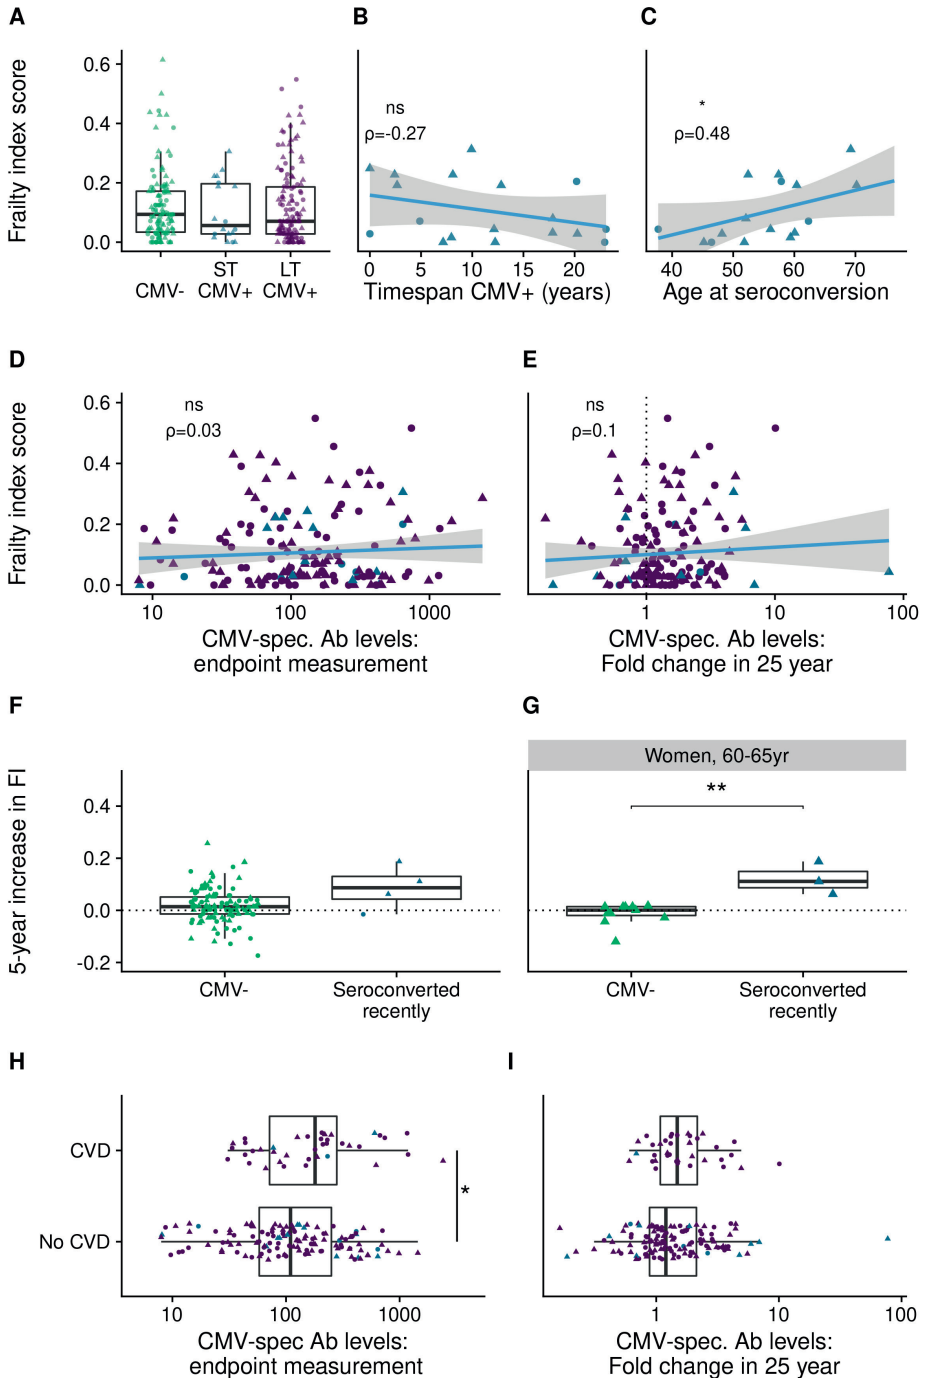 A
B
C
Frailty index score
0.6
0.4
0.2
0.0
CMV-
ST
CMV+
LT
CMV+
ns
ρ=-0.27
0
5
10
15
20
Timespan CMV+ (years)
*
ρ=0.48
40
50
60
70
Age at seroconversion
D
E
Frailty index score
0.6
0.4
0.2
0.0
ns
ρ=0.03
10
100
1000
CMV-spec. Ab levels:
endpoint measurement
ns
ρ=0.1
1
10
100
CMV-spec. Ab levels:
Fold change in 25 year
F
G
5-year increase in FI
0.4
0.2
0.0
-0.2
CMV-
Seroconverted
recently
Women, 60-65yr
**
CMV-
Seroconverted
recently
H
I
CVD
No CVD
*
10
100
1000
CMV-spec Ab levels:
endpoint measurement
1
10
100
CMV-spec. Ab levels:
Fold change in 25 year